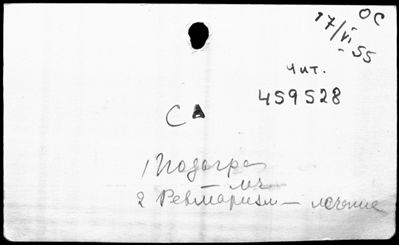 ОС
17/VI - 55
Чит.
459528
СА
1) Подагра
леч
2 Ревматизм — лечение